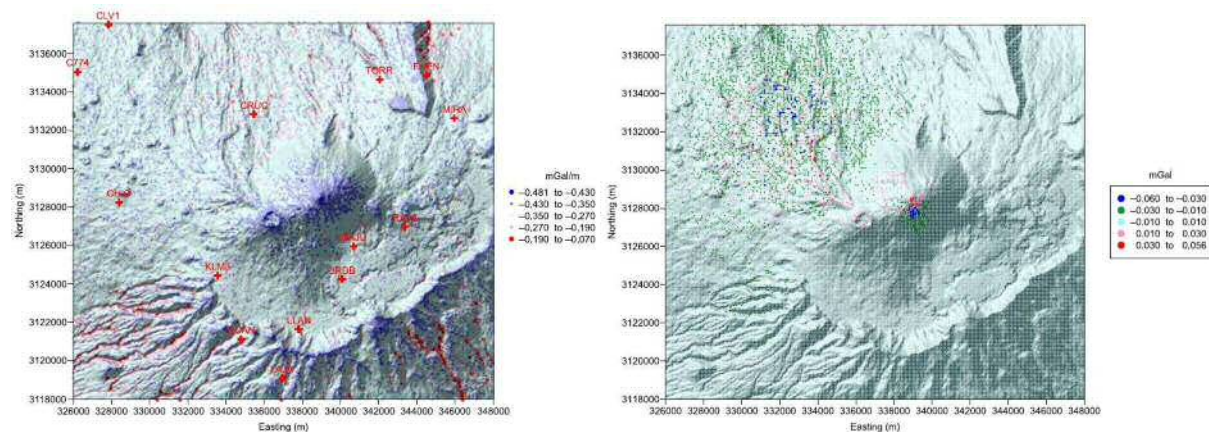 CLV1
3136000
C774
TORR
3134000
CRUC
MIRA
3132000
3130000
3128000
3126000
KLM3
3124000
3122000
LLAN
3120000
3118000
326000 328000 330000 332000 334000 336000 338000 340000 342000 344000 346000 348000
Easting (m)
Northing (m)
mGal/m
−0.481 to −0.430
−0.430 to −0.350
−0.350 to −0.270
−0.270 to −0.190
−0.190 to −0.070
3136000
3134000
3132000
3130000
3128000
3126000
3124000
3122000
3120000
3118000
326000 330000 332000 334000 336000 338000 340000 342000 344000 346000 348000
Easting (m)
Northing (m)
mGal
−0.060 to −0.030
−0.030 to −0.010
−0.010 to 0.010
0.010 to 0.030
0.030 to 0.056